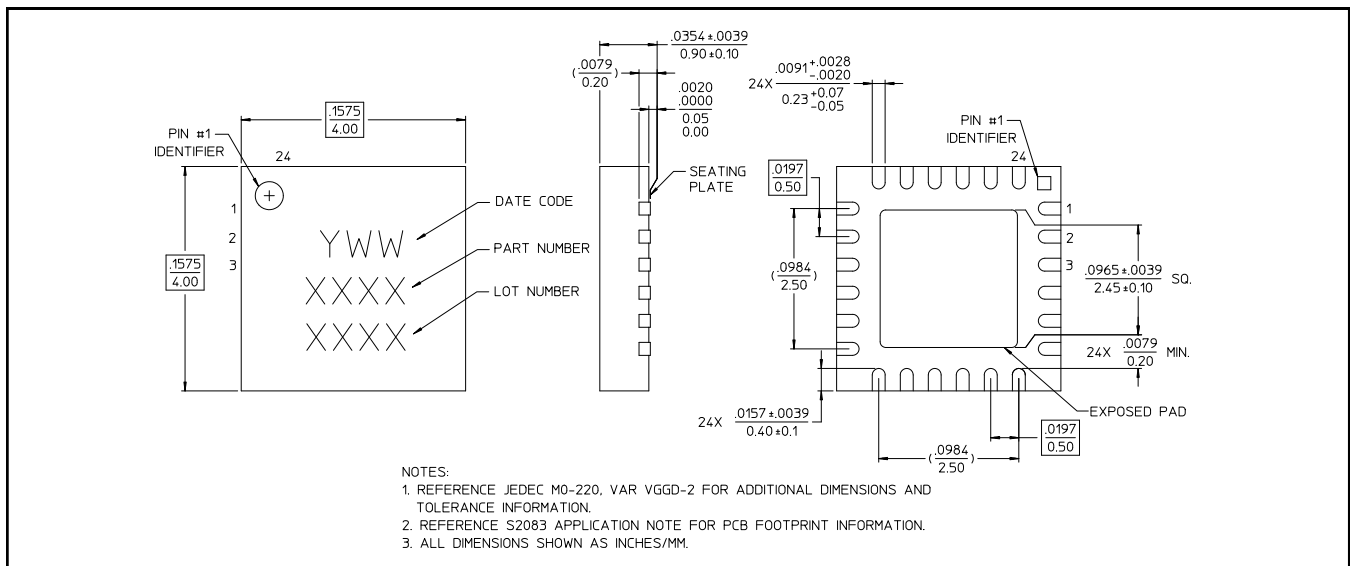 .1575
4.00
PIN #1
IDENTIFIER
24
1
2
3
.1575
4.00
YWW
XXXX
XXXX
DATE CODE
PART NUMBER
LOT NUMBER
.0354±.0039
0.90±0.10
(.0079
0.20)
.0020
.0000
0.05
0.00
SEATING
PLATE
24X .0091 +.0028 -.0020
0.23 +0.07 -0.05
PIN #1
IDENTIFIER
24
.0197
0.50
1
2
3
(.0984
2.50)
.0965±.0039
2.45±0.10 SQ.
24X .0079 MIN.
0.20
EXPOSED PAD
24X .0157±.0039
0.40±0.1
.0197
0.50
(.0984
2.50)
NOTES:
1. REFERENCE JEDEC MO-220, VAR VGGD-2 FOR ADDITIONAL DIMENSIONS AND
TOLERANCE INFORMATION.
2. REFERENCE S2083 APPLICATION NOTE FOR PCB FOOTPRINT INFORMATION.
3. ALL DIMENSIONS SHOWN AS INCHES/MM.